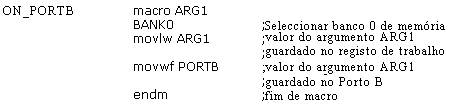 ON_PORTB macro ARG1
BANK0 ;Seleccionar banco 0 de memória
movlw ARG1 ;valor do argumento ARG1
;guardado no registo de trabalho
movwf PORTB ;valor do argumento ARG1
;guardado no Porto B
endm ;fim de macro